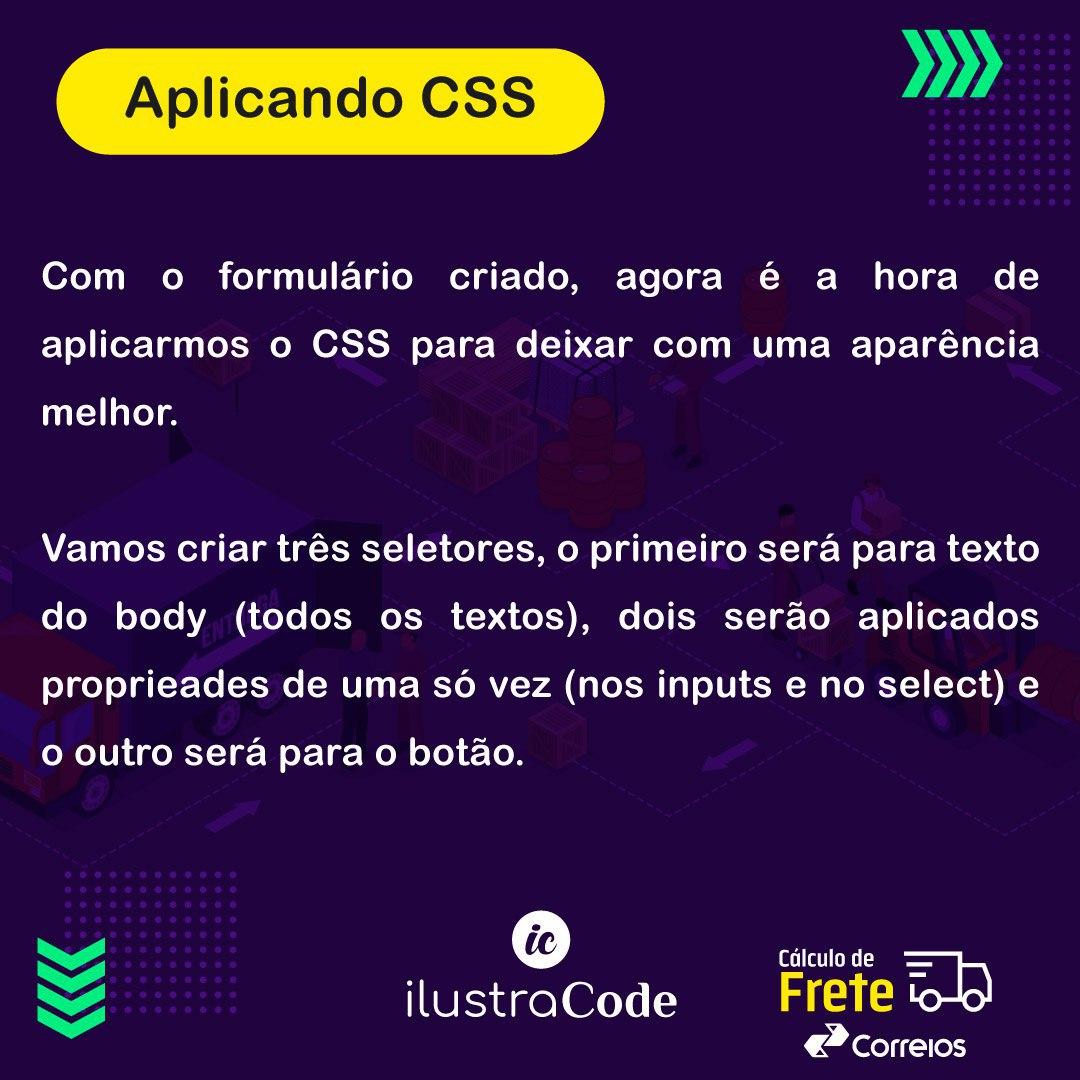 Aplicando CSS
Com o formulário criado, agora é a hora de
aplicarmos o CSS para deixar com uma aparência
melhor.
Vamos criar três seletores, o primeiro será para texto
do body (todos os textos), dois serão aplicados
proprieades de uma só vez (nos inputs e no select) e
o outro será para o botão.
ENTREGA
ic
ilustraCode
Cálculo de
Frete
Correios